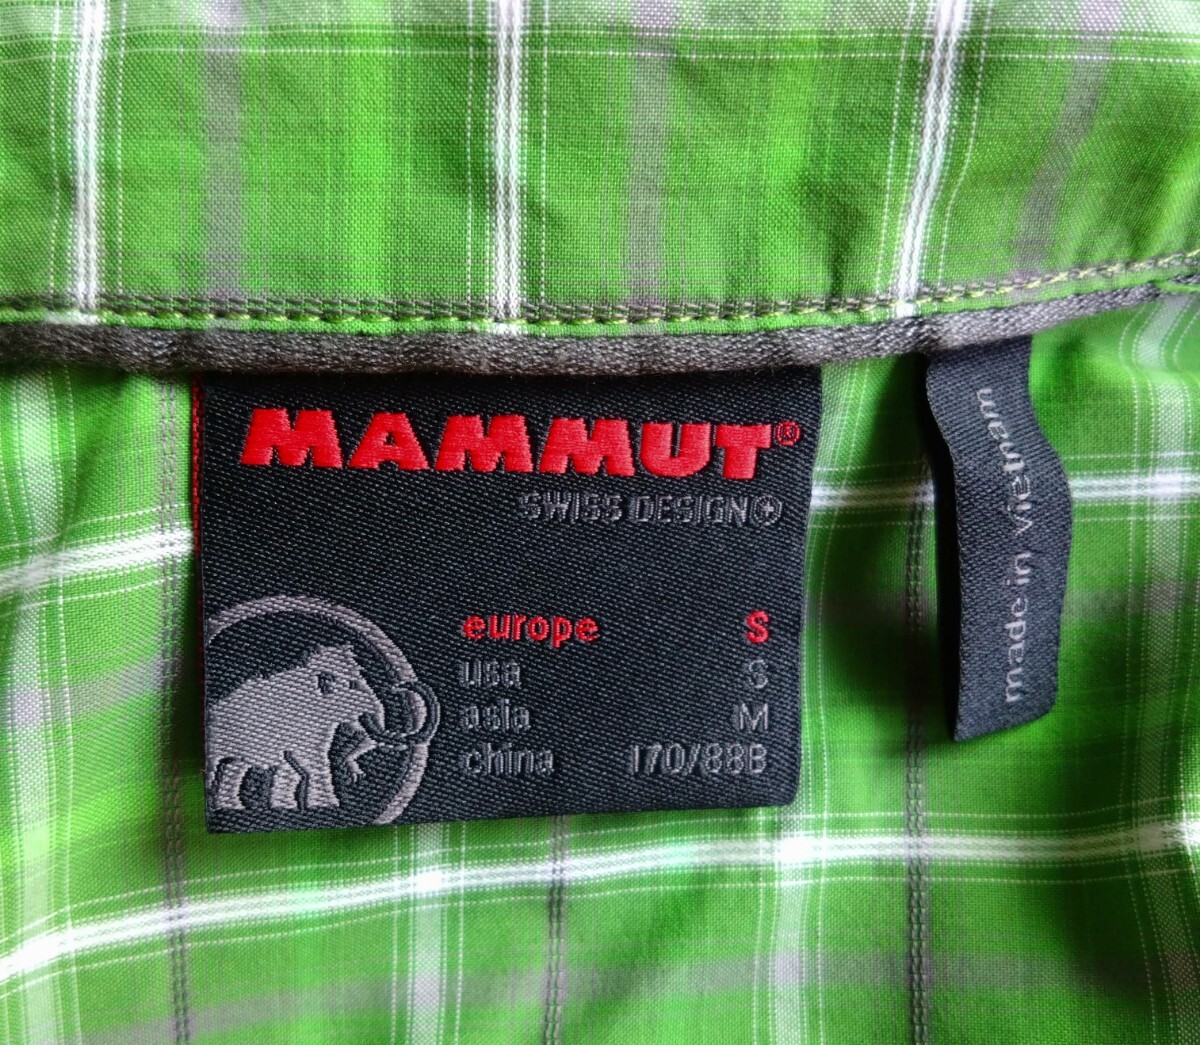 MAMMUT®
SWISS DESIGN
europe S
usa S
asia M
china 170/88B
made in vietnam